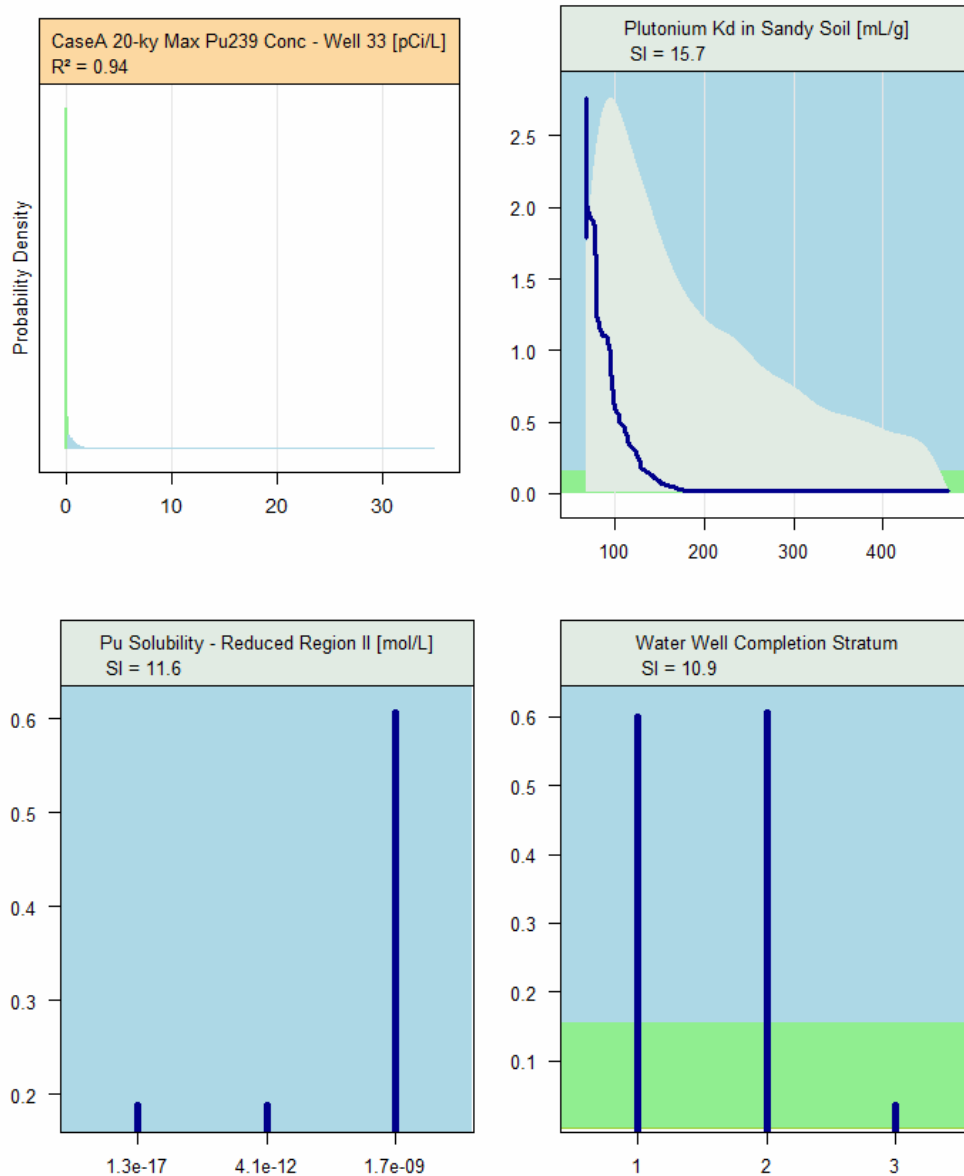 CaseA 20-ky Max Pu239 Conc - Well 33 [pCi/L]
R² = 0.94
Probability Density
0
10
20
30
Plutonium Kd in Sandy Soil [mL/g]
SI = 15.7
2.5
2.0
1.5
1.0
0.5
0.0
100
200
300
400
Pu Solubility - Reduced Region II [mol/L]
SI = 11.6
0.6
0.5
0.4
0.3
0.2
1.3e-17
4.1e-12
1.7e-09
Water Well Completion Stratum
SI = 10.9
0.6
0.5
0.4
0.3
0.2
0.1
1
2
3